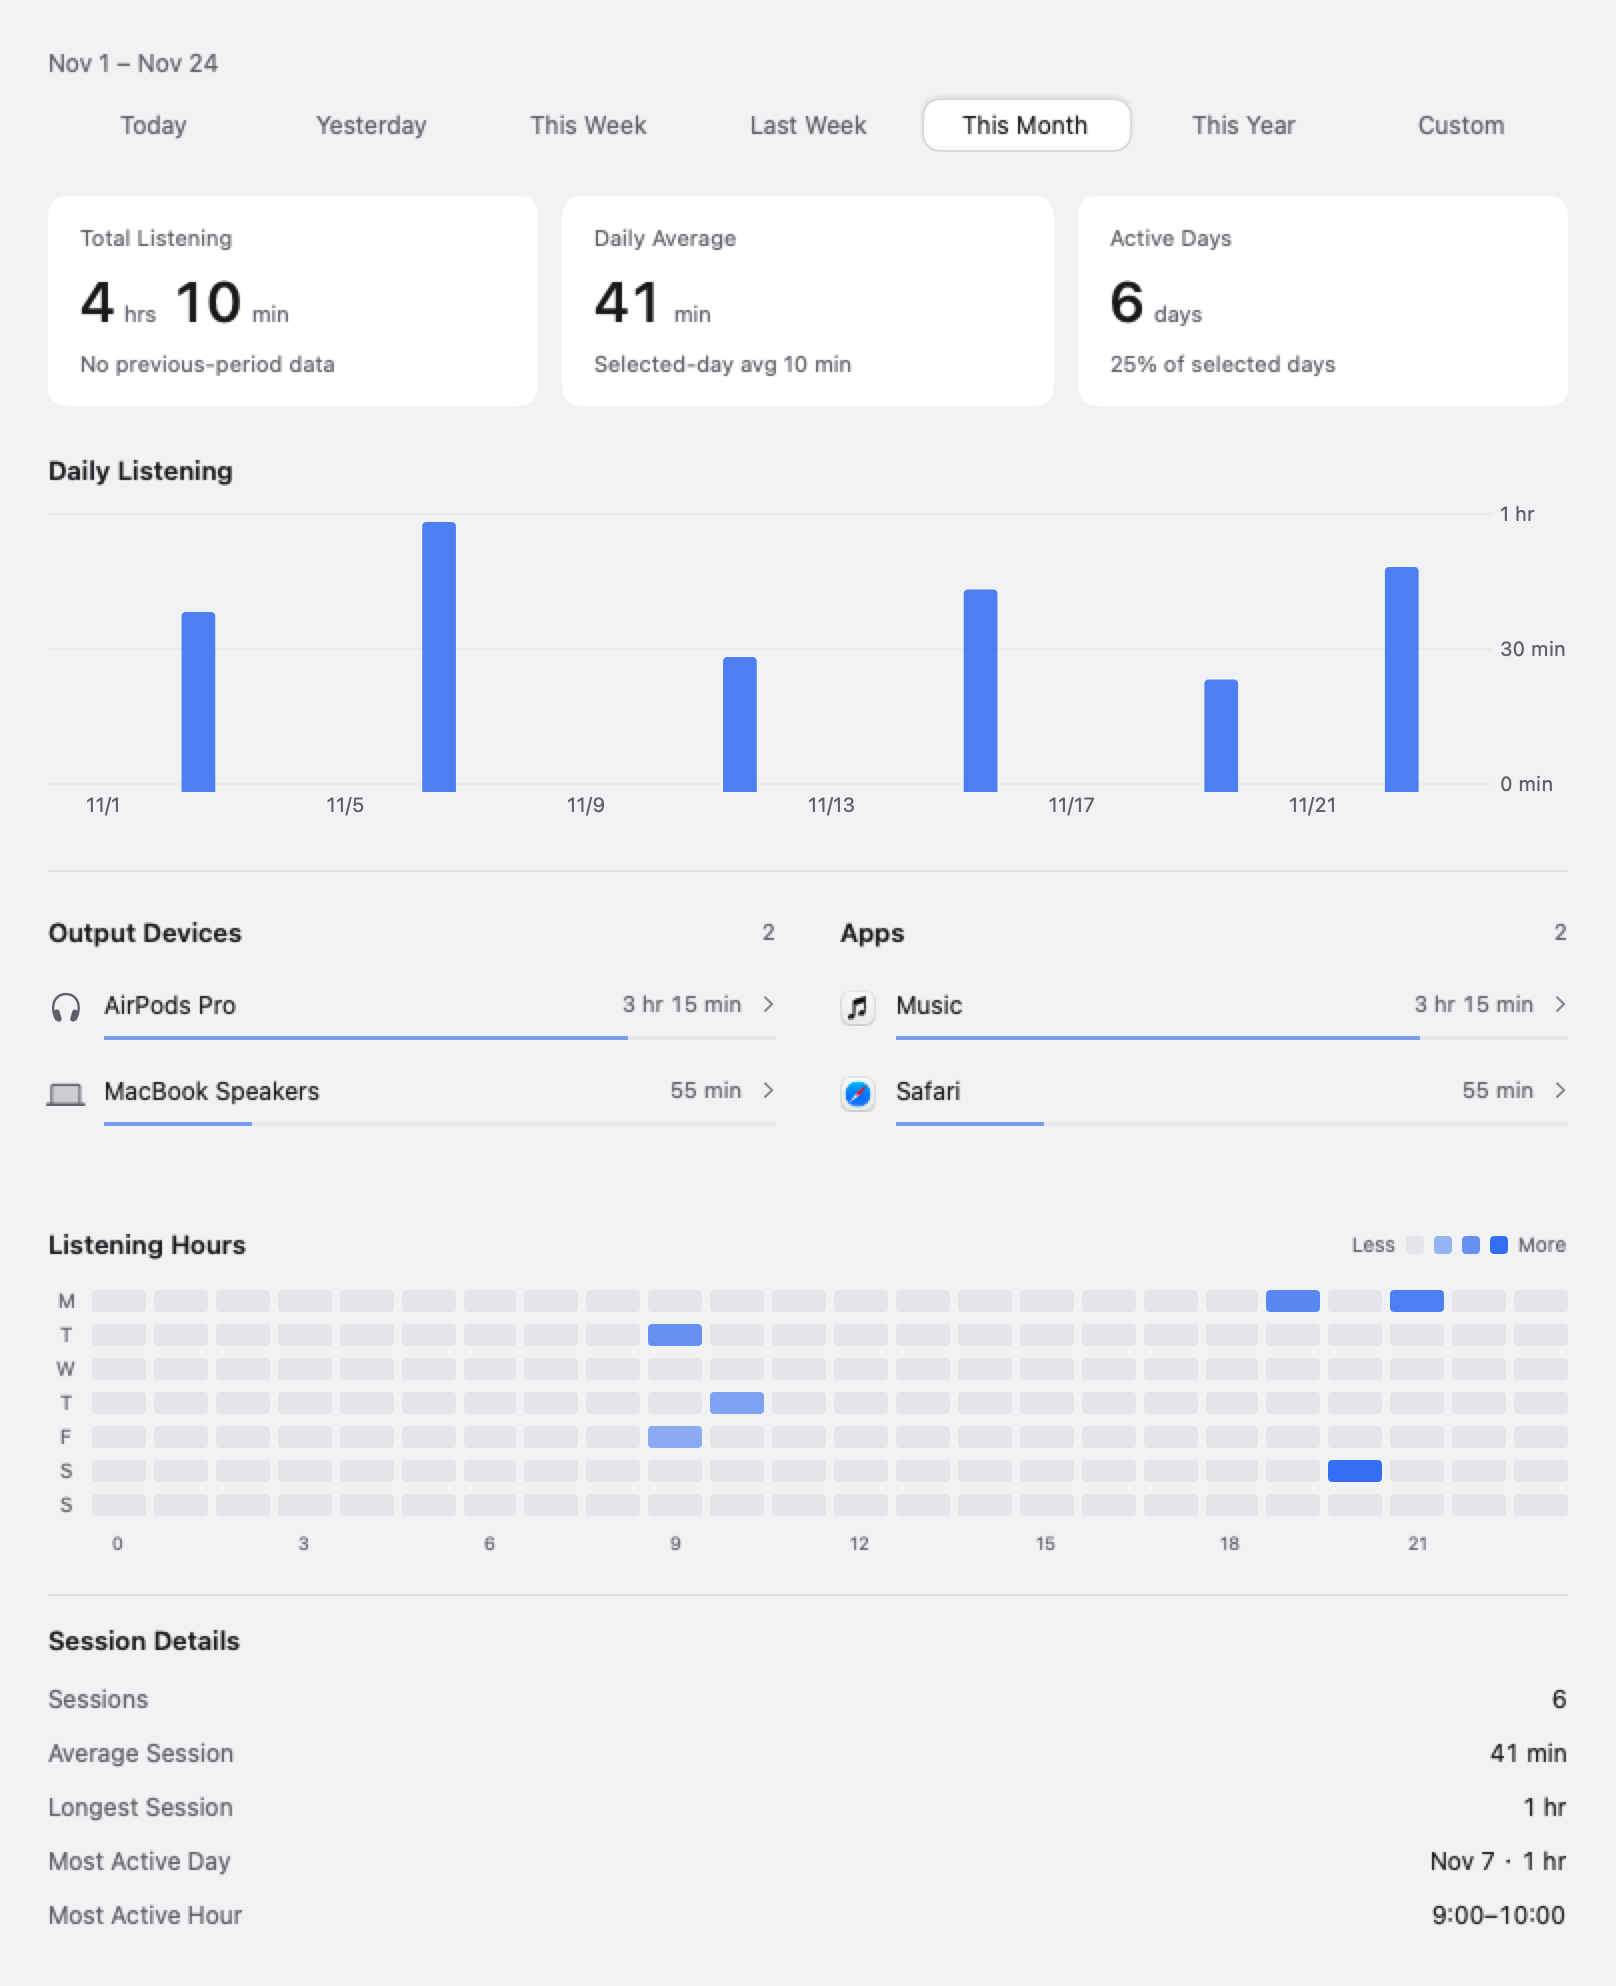 Nov 1 – Nov 24
Today Yesterday This Week Last Week This Month This Year Custom
Total Listening
4 hrs 10 min
No previous-period data
Daily Average
41 min
Selected-day avg 10 min
Active Days
6 days
25% of selected days
Daily Listening
1 hr
30 min
0 min
11/1 11/5 11/9 11/13 11/17 11/21
Output Devices 2
AirPods Pro 3 hr 15 min
MacBook Speakers 55 min
Apps 2
Music 3 hr 15 min
Safari 55 min
Listening Hours
Less More
M
T
W
T
F
S
S
0 3 6 9 12 15 18 21
Session Details
Sessions 6
Average Session 41 min
Longest Session 1 hr
Most Active Day Nov 7 · 1 hr
Most Active Hour 9:00–10:00